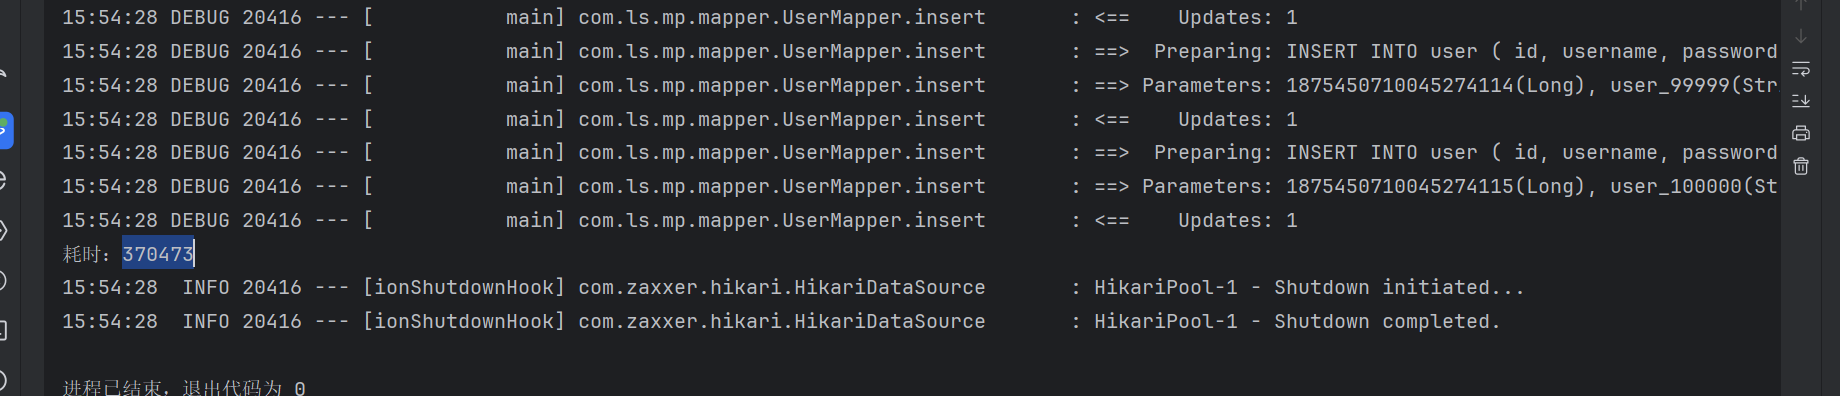 15:54:28 DEBUG 20416 --- [           main] com.ls.mp.mapper.UserMapper.insert       : <==    Updates: 1
15:54:28 DEBUG 20416 --- [           main] com.ls.mp.mapper.UserMapper.insert       : ==>  Preparing: INSERT INTO user ( id, username, password
15:54:28 DEBUG 20416 --- [           main] com.ls.mp.mapper.UserMapper.insert       : ==> Parameters: 1875450710045274114(Long), user_99999(Str
15:54:28 DEBUG 20416 --- [           main] com.ls.mp.mapper.UserMapper.insert       : <==    Updates: 1
15:54:28 DEBUG 20416 --- [           main] com.ls.mp.mapper.UserMapper.insert       : ==>  Preparing: INSERT INTO user ( id, username, password
15:54:28 DEBUG 20416 --- [           main] com.ls.mp.mapper.UserMapper.insert       : ==> Parameters: 1875450710045274115(Long), user_100000(St
15:54:28 DEBUG 20416 --- [           main] com.ls.mp.mapper.UserMapper.insert       : <==    Updates: 1
耗时：370473
15:54:28  INFO 20416 --- [ionShutdownHook] com.zaxxer.hikari.HikariDataSource       : HikariPool-1 - Shutdown initiated...
15:54:28  INFO 20416 --- [ionShutdownHook] com.zaxxer.hikari.HikariDataSource       : HikariPool-1 - Shutdown completed.
进程已结束，退出代码为 0